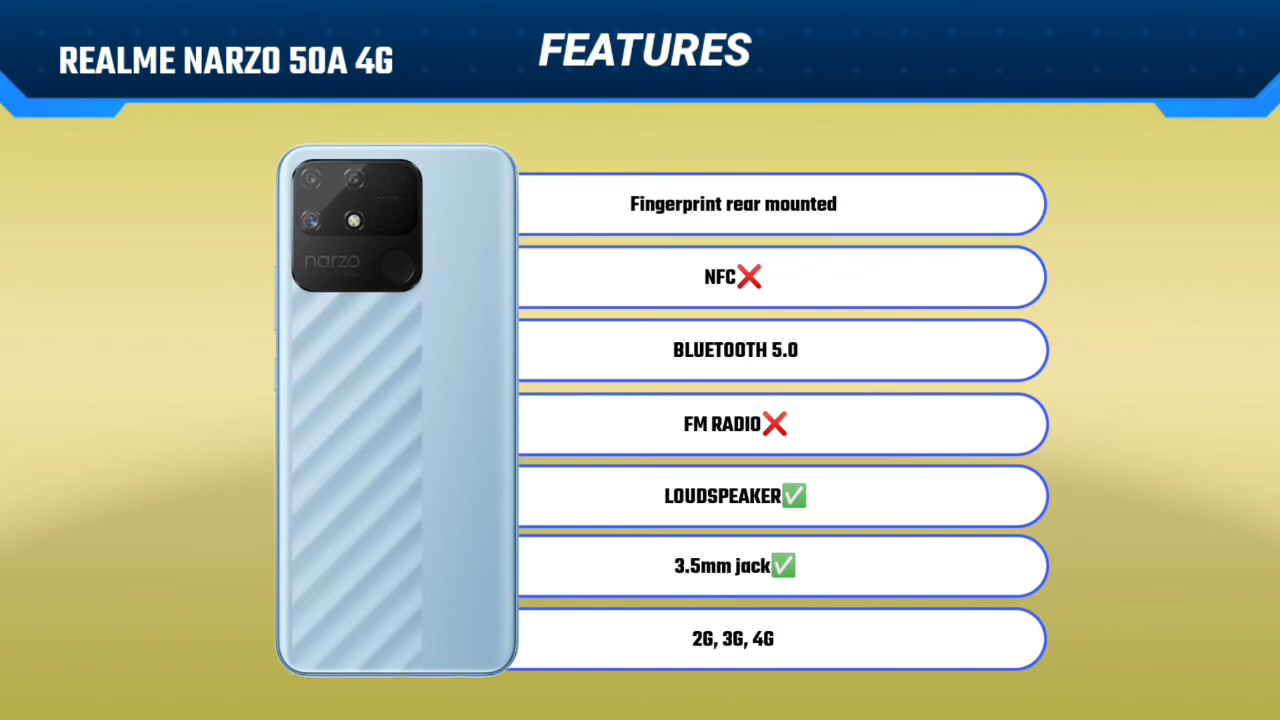 REALME NARZO 50A 4G
FEATURES
narzo
Fingerprint rear mounted
NFC❌
BLUETOOTH 5.0
FM RADIO❌
LOUDSPEAKER✅
3.5mm jack✅
2G, 3G, 4G